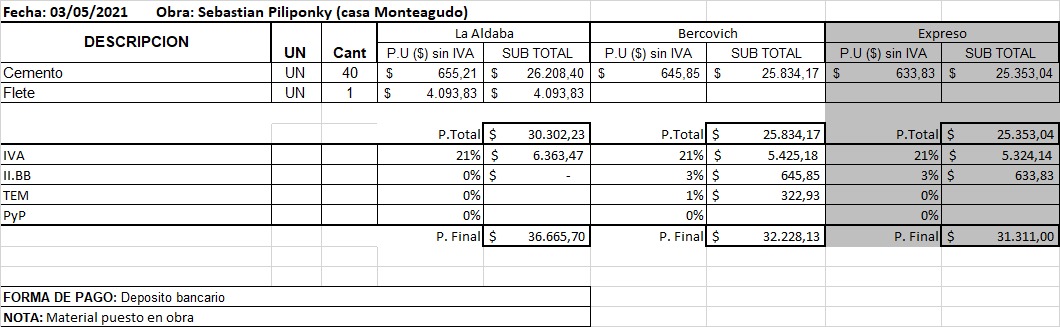 Fecha: 03/05/2021 Obra: Sebastian Piliponky (casa Monteagudo)
La Aldaba Bercovich Expreso
DESCRIPCION UN Cant P.U ($) sin IVA SUB TOTAL P.U ($) sin IVA SUB TOTAL P.U ($) sin IVA SUB TOTAL
Cemento UN 40 $ 655,21 $ 26.208,40 $ 645,85 $ 25.834,17 $ 633,83 $ 25.353,04
Flete UN 1 $ 4.093,83 $ 4.093,83
P.Total $ 30.302,23 P.Total $ 25.834,17 P.Total $ 25.353,04
IVA 21% $ 6.363,47 21% $ 5.425,18 21% $ 5.324,14
II.BB 0% $ - 3% $ 645,85 3% $ 633,83
TEM 0% 1% $ 322,93 0%
PyP 0% 0% 0%
P. Final $ 36.665,70 P. Final $ 32.228,13 P. Final $ 31.311,00
FORMA DE PAGO: Deposito bancario
NOTA: Material puesto en obra